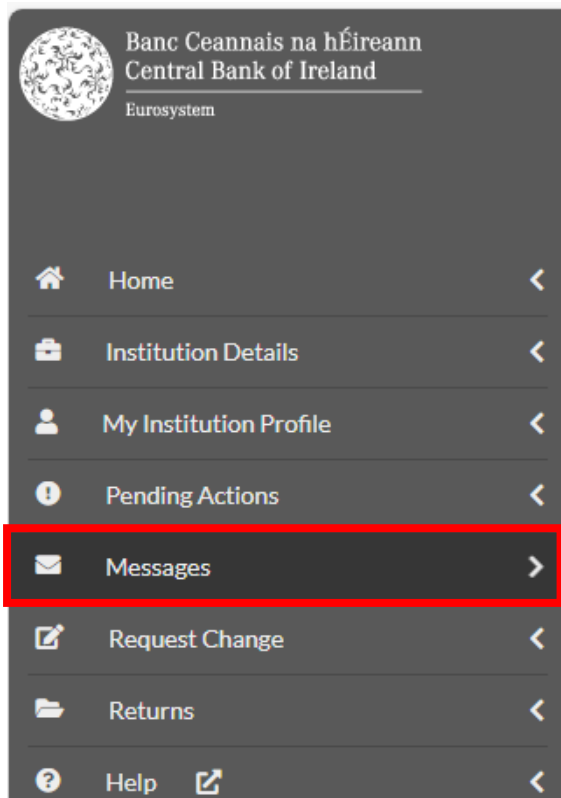 Banc Ceannais na hÉireann
Central Bank of Ireland
Eurosystem
Home
Institution Details
My Institution Profile
Pending Actions
Messages
Request Change
Returns
Help